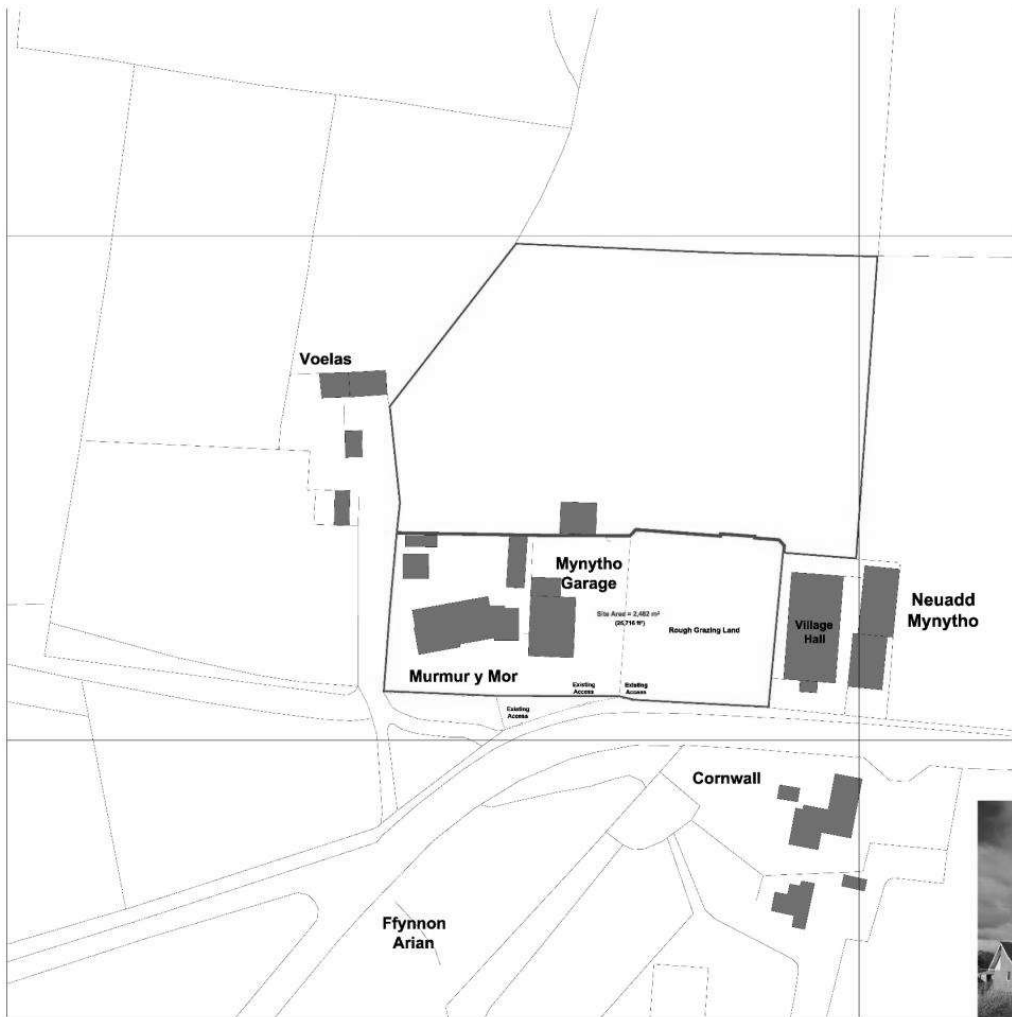 Voelas
Mynytho
Garage
Site Area = 2,482 m²
(26,716 ft²)
Rough Grazing Land
Village
Hall
Neuadd
Mynytho
Murmur y Mor
Existing
Access
Existing
Access
Existing
Access
Cornwall
Ffynnon
Arian